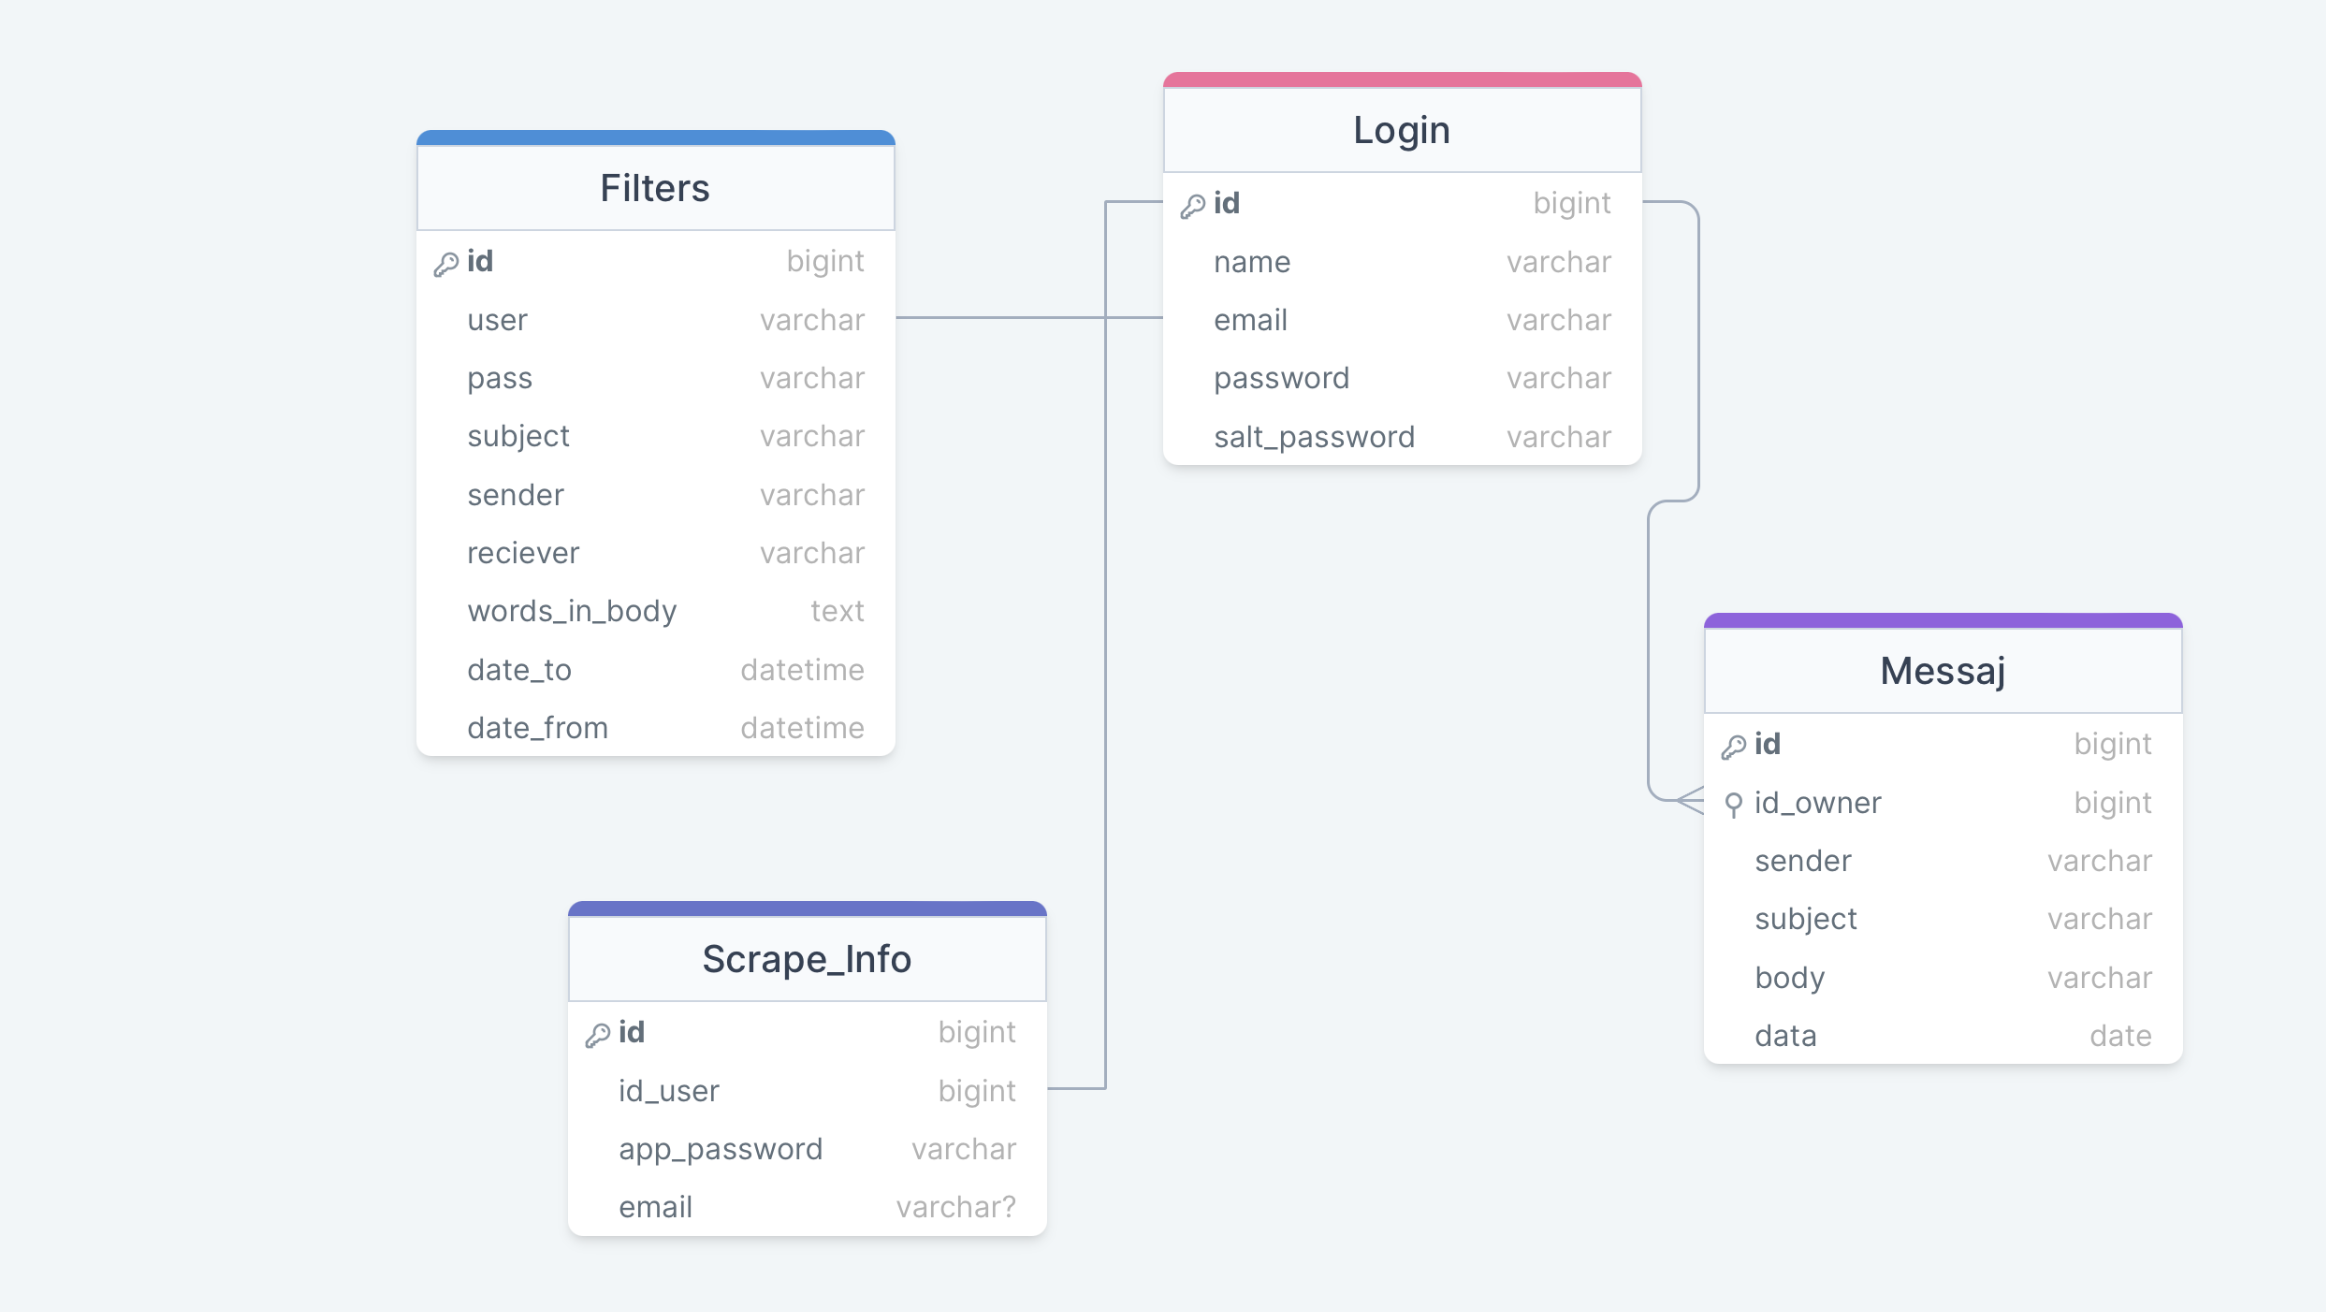 Filters
id bigint
user varchar
pass varchar
subject varchar
sender varchar
reciever varchar
words_in_body text
date_to datetime
date_from datetime
Login
id bigint
name varchar
email varchar
password varchar
salt_password varchar
Scrape_Info
id bigint
id_user bigint
app_password varchar
email varchar?
Messaj
id bigint
id_owner bigint
sender varchar
subject varchar
body varchar
data date